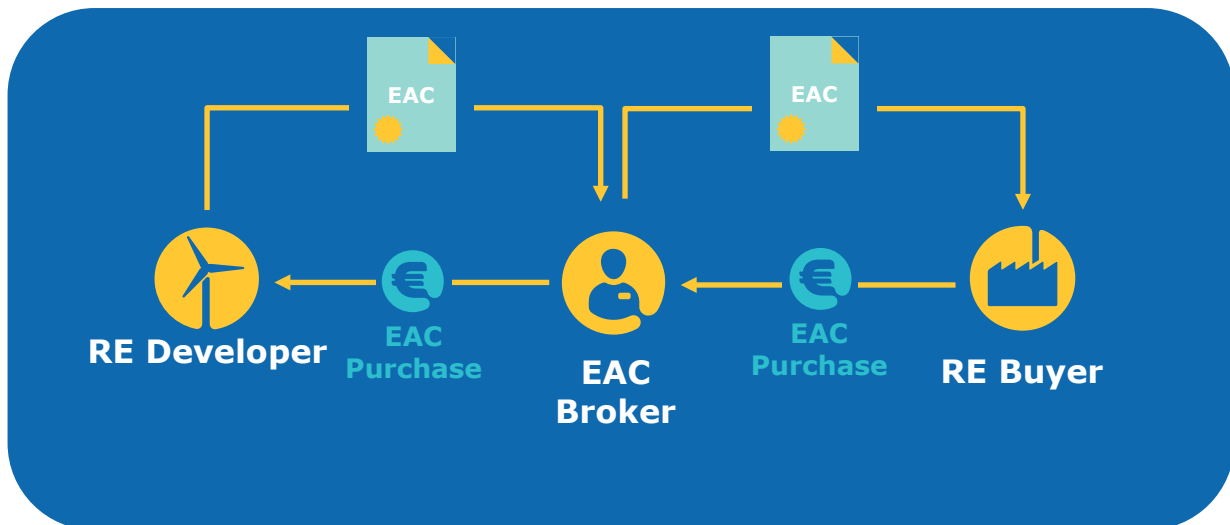 EAC
EAC
RE Developer
EAC
Purchase
EAC
Broker
EAC
Purchase
RE Buyer